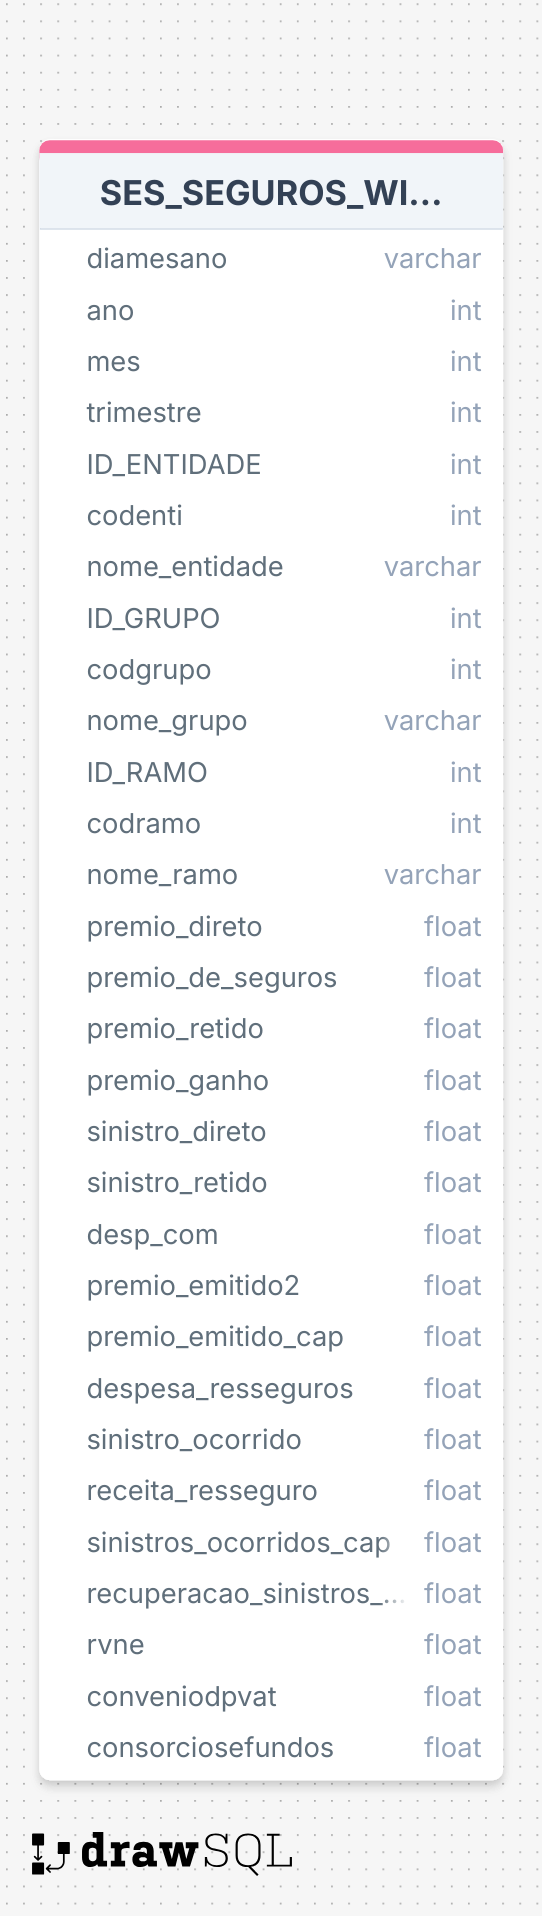 SES_SEGUROS_WI...
diamesano varchar
ano int
mes int
trimestre int
ID_ENTIDADE int
codenti int
nome_entidade varchar
ID_GRUPO int
codgrupo int
nome_grupo varchar
ID_RAMO int
codramo int
nome_ramo varchar
premio_direto float
premio_de_seguros float
premio_retido float
premio_ganho float
sinistro_direto float
sinistro_retido float
desp_com float
premio_emitido2 float
premio_emitido_cap float
despesa_resseguros float
sinistro_ocorrido float
receita_resseguro float
sinistros_ocorridos_cap float
recuperacao_sinistros_... float
rvne float
conveniodpvat float
consorciosefundos float
drawSQL